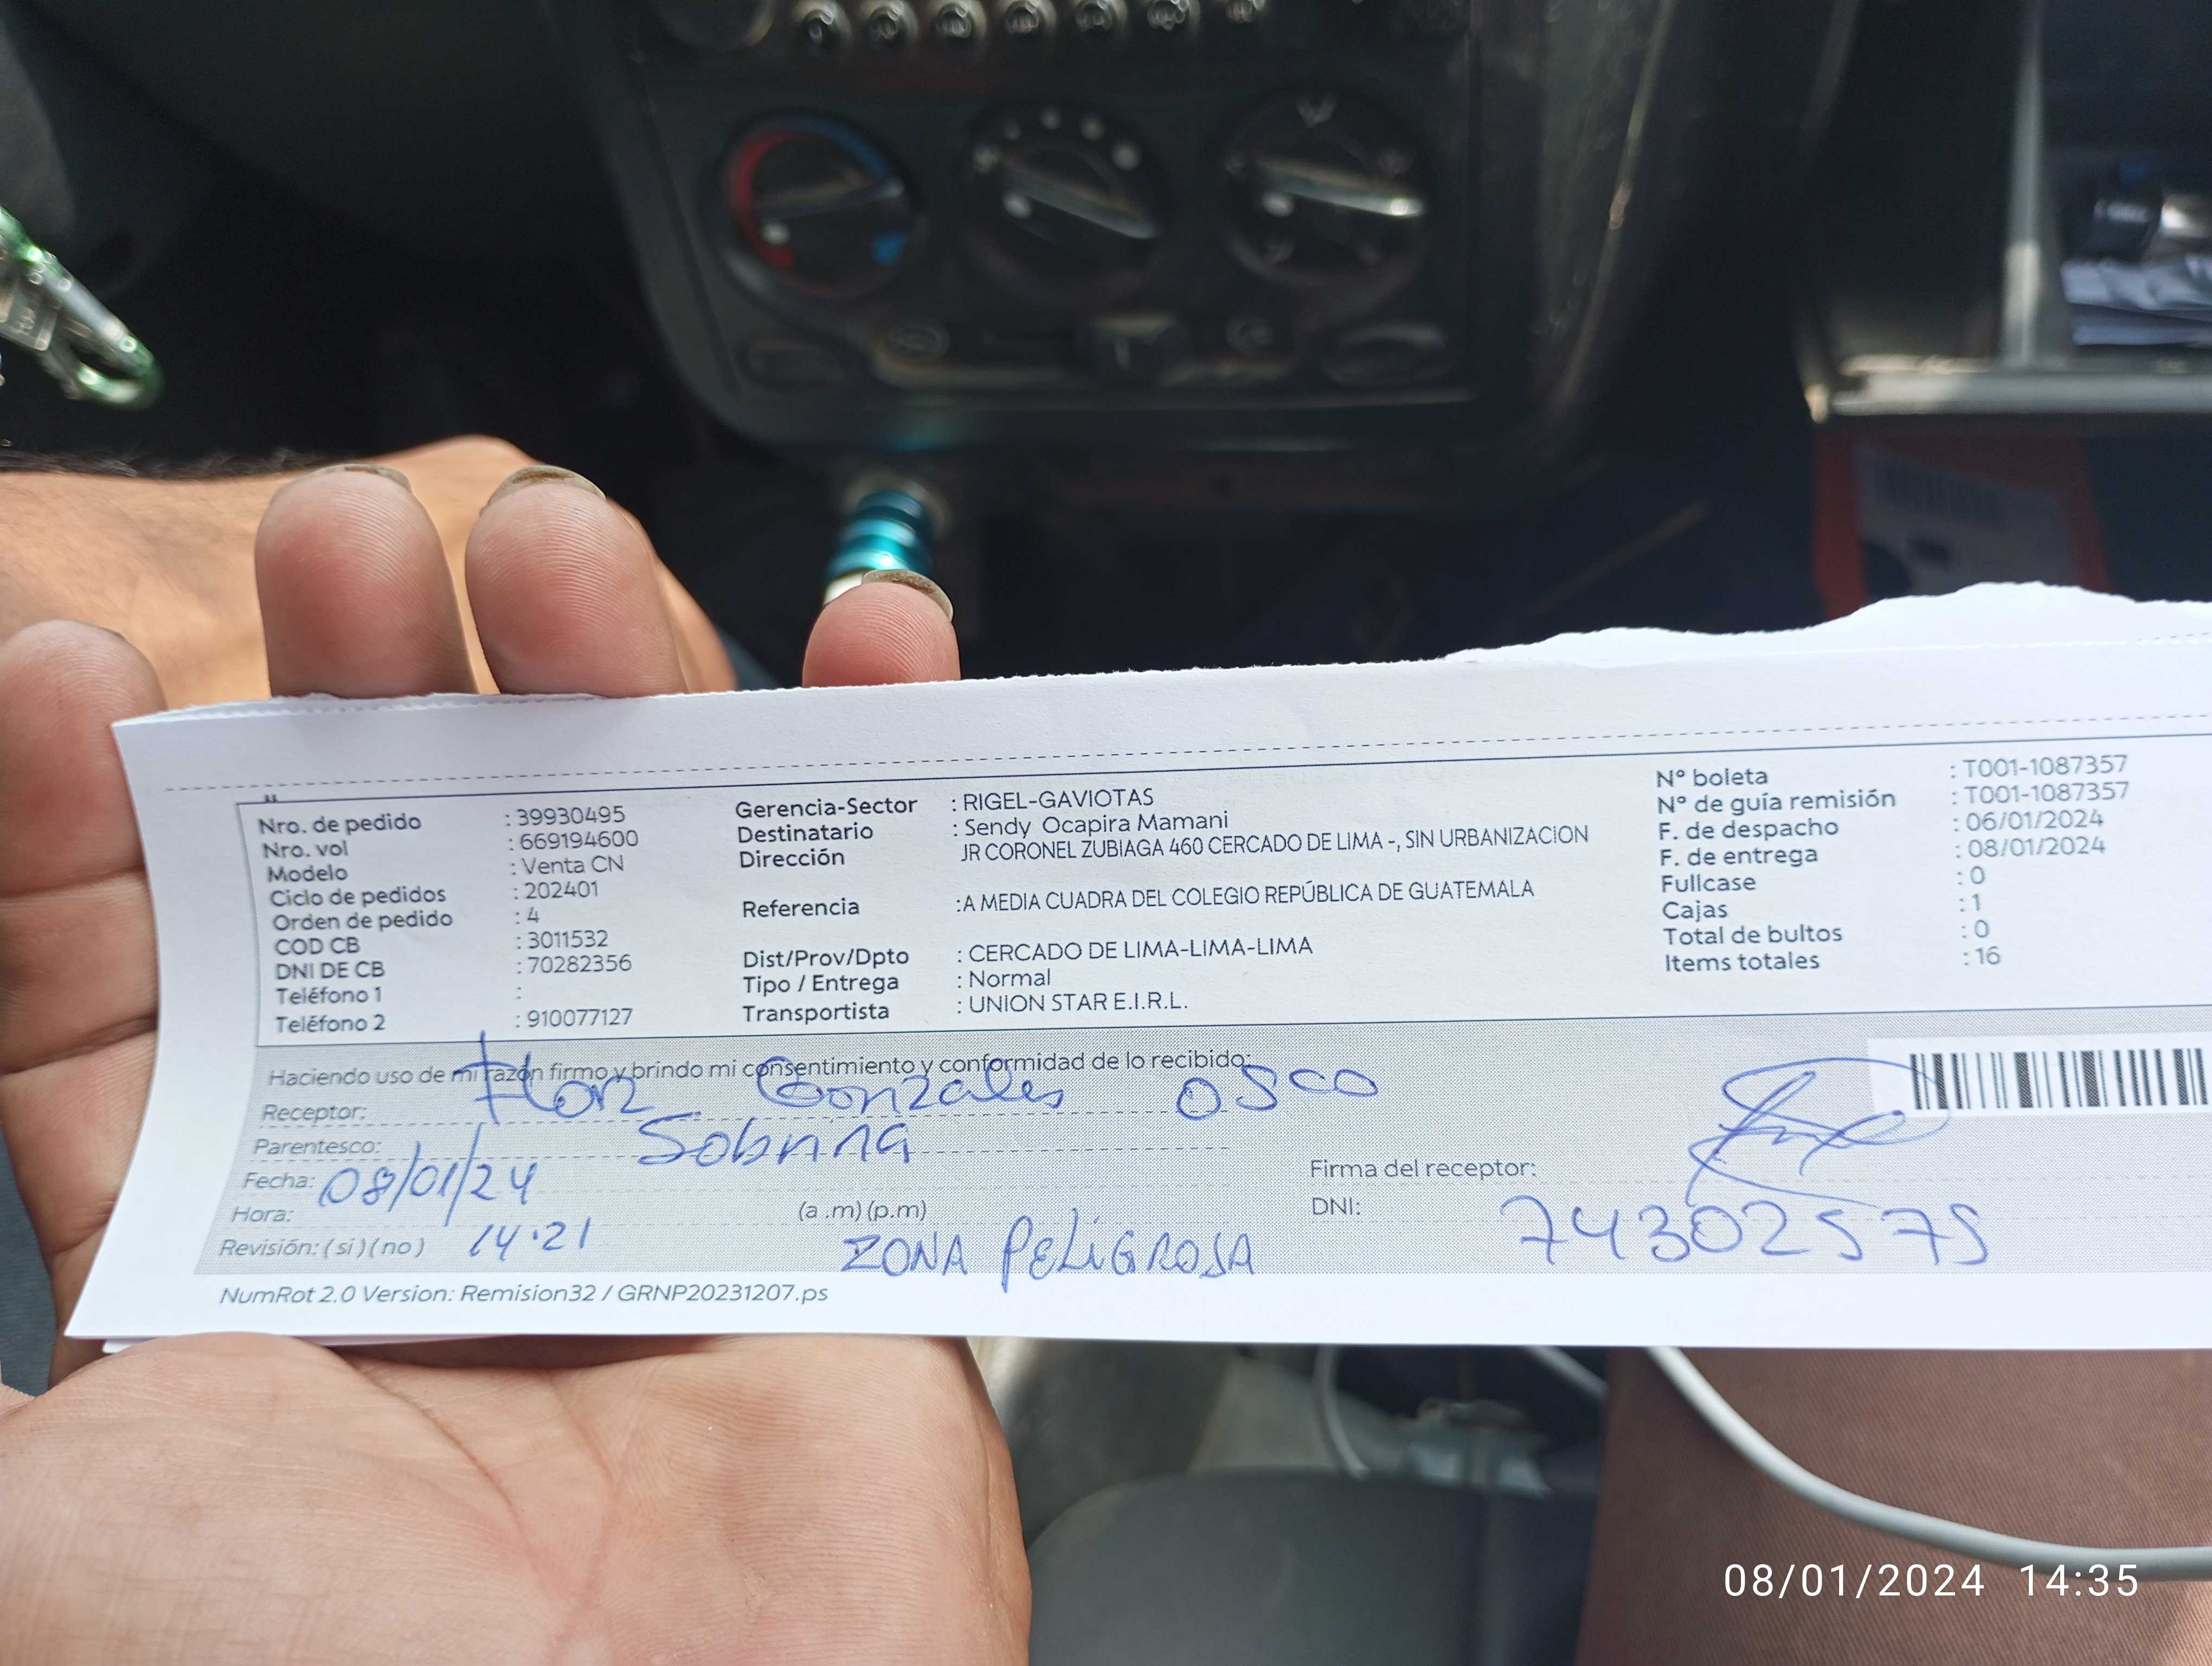 Nro. de pedido : 39930495
Nro. vol : 669194600
Modelo : Venta CN
Ciclo de pedidos : 202401
Orden de pedido : 4
COD CB : 3011532
DNI DE CB : 70282356
Teléfono 1 :
Teléfono 2 : 910077127
Gerencia-Sector : RIGEL-GAVIOTAS
Destinatario : Sendy Ocapira Mamani
Dirección JR CORONEL ZUBIAGA 460 CERCADO DE LIMA -, SIN URBANIZACION
Referencia :A MEDIA CUADRA DEL COLEGIO REPÚBLICA DE GUATEMALA
Dist/Prov/Dpto : CERCADO DE LIMA-LIMA-LIMA
Tipo / Entrega : Normal
Transportista : UNION STAR E.I.R.L.
N° boleta : T001-1087357
N° de guía remisión : T001-1087357
F. de despacho : 06/01/2024
F. de entrega : 08/01/2024
Fullcase : 0
Cajas : 1
Total de bultos : 0
Items totales : 16
Haciendo uso de mi razón firmo y brindo mi consentimiento y conformidad de lo recibido:
Receptor: Flor Gonzales Osco
Parentesco: Sobrina
Fecha: 08/01/24
Hora: 14.21 (a .m) (p.m)
Revisión: ( si ) ( no )
ZONA PELIGROSA
Firma del receptor:
DNI: 74302575
NumRot 2.0 Version: Remision32 / GRNP20231207.ps
08/01/2024 14:35